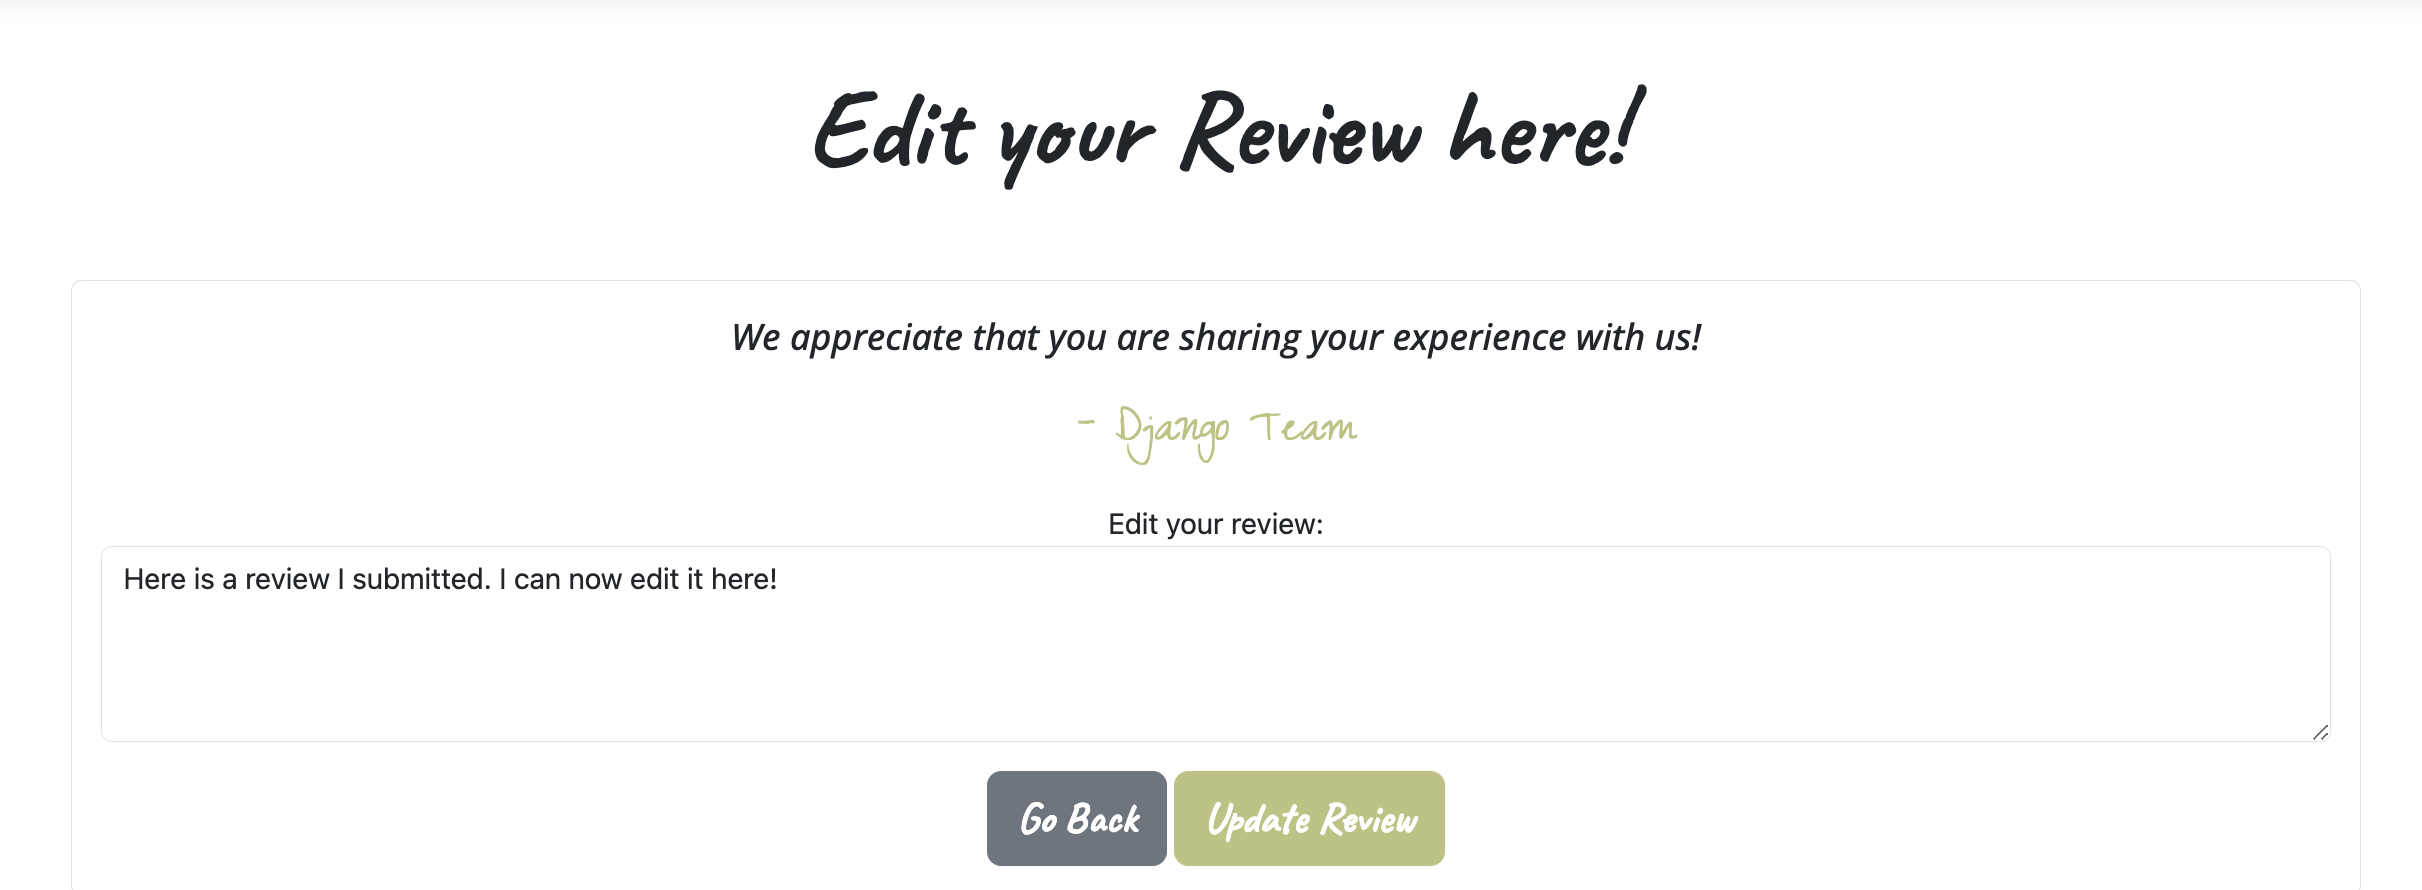 Edit your Review here!
We appreciate that you are sharing your experience with us!
- Django Team
Edit your review:
Here is a review I submitted. I can now edit it here!
Go Back
Update Review